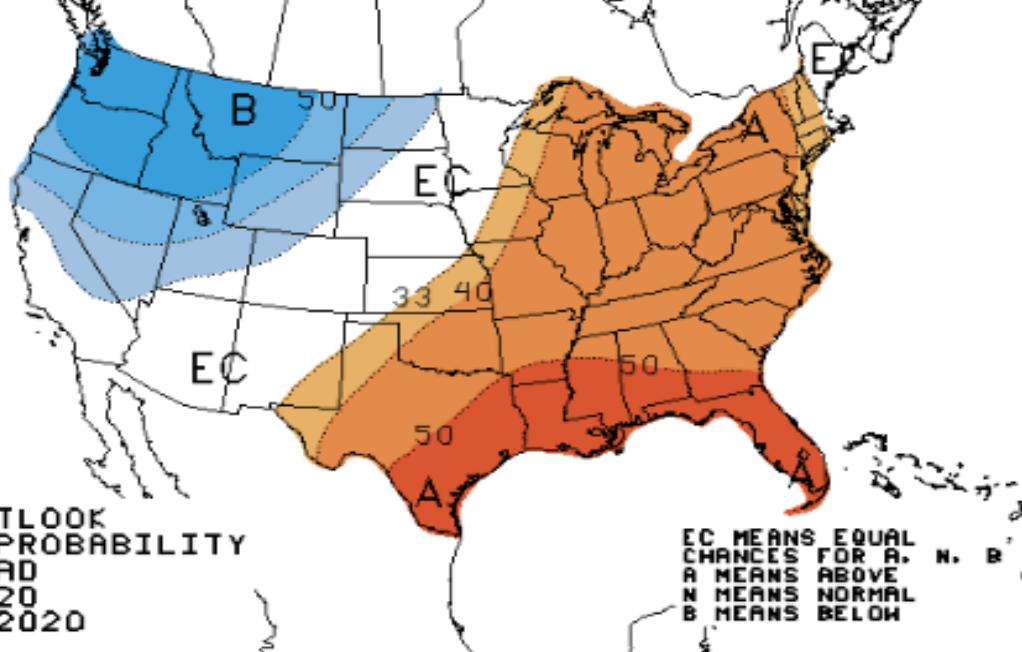 EC
B 50
A
EC
33 40
EC
50
50
A A
TLOOK
PROBABILITY
AD
20
2020
EC MEANS EQUAL
CHANCES FOR A, N, B
A MEANS ABOVE
N MEANS NORMAL
B MEANS BELOW